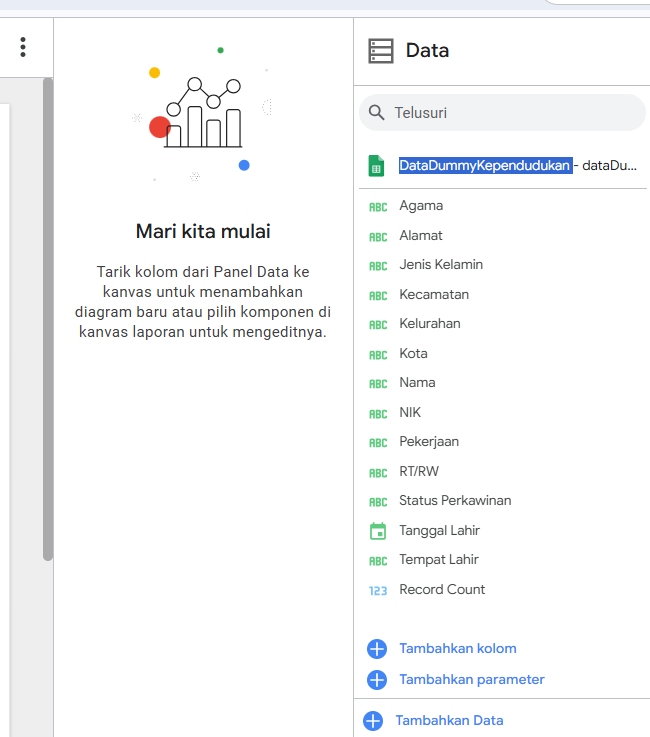 Mari kita mulai
Tarik kolom dari Panel Data ke
kanvas untuk menambahkan
diagram baru atau pilih komponen di
kanvas laporan untuk mengeditnya.
Data
Telusuri
DataDummyKependudukan - dataDu...
ABC Agama
ABC Alamat
ABC Jenis Kelamin
ABC Kecamatan
ABC Kelurahan
ABC Kota
ABC Nama
ABC NIK
ABC Pekerjaan
ABC RT/RW
ABC Status Perkawinan
Tanggal Lahir
ABC Tempat Lahir
123 Record Count
Tambahkan kolom
Tambahkan parameter
Tambahkan Data